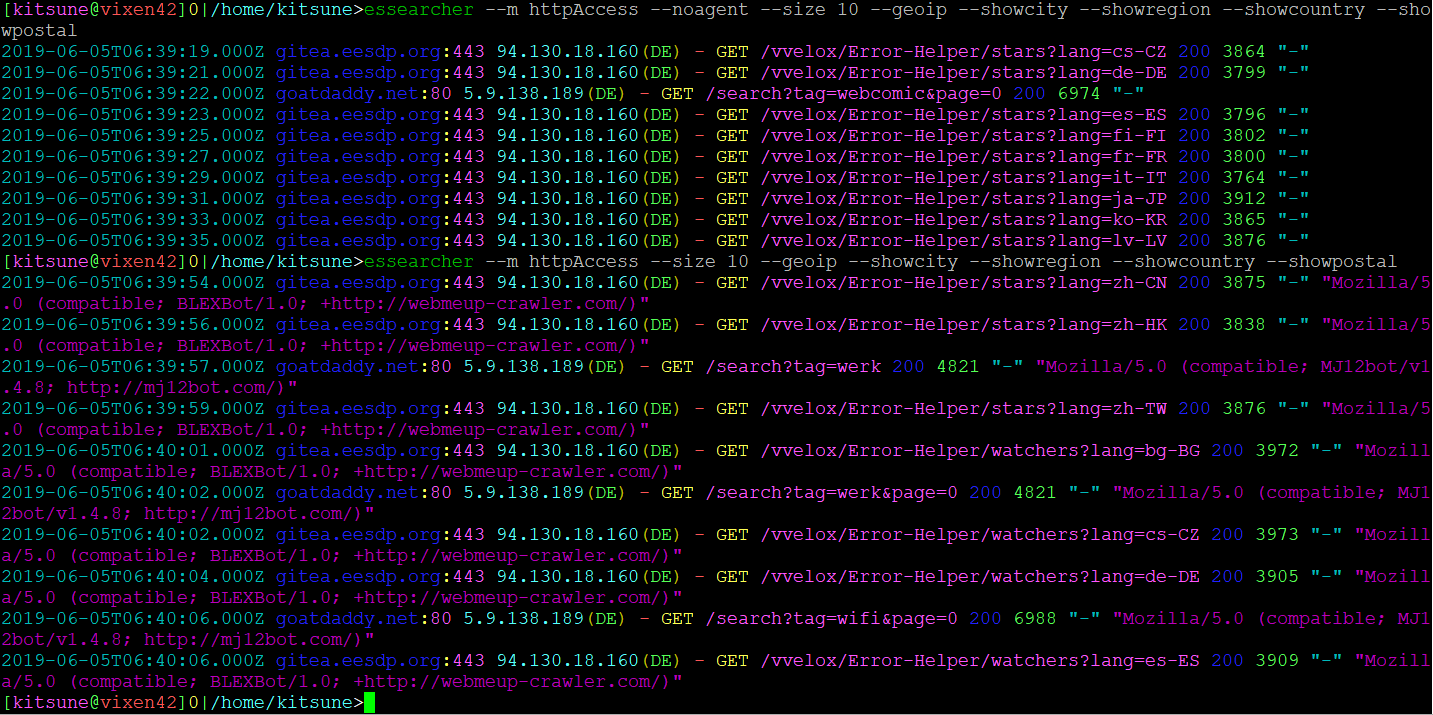 [kitsune@vixen42]0|/home/kitsune>essearcher --m httpAccess --noagent --size 10 --geoip --showcity --showregion --showcountry --sho
wpostal
2019-06-05T06:39:19.000Z gitea.eesdp.org:443 94.130.18.160(DE) - GET /vvelox/Error-Helper/stars?lang=cs-CZ 200 3864 "-"
2019-06-05T06:39:21.000Z gitea.eesdp.org:443 94.130.18.160(DE) - GET /vvelox/Error-Helper/stars?lang=de-DE 200 3799 "-"
2019-06-05T06:39:22.000Z goatdaddy.net:80 5.9.138.189(DE) - GET /search?tag=webcomic&page=0 200 6974 "-"
2019-06-05T06:39:23.000Z gitea.eesdp.org:443 94.130.18.160(DE) - GET /vvelox/Error-Helper/stars?lang=es-ES 200 3796 "-"
2019-06-05T06:39:25.000Z gitea.eesdp.org:443 94.130.18.160(DE) - GET /vvelox/Error-Helper/stars?lang=fi-FI 200 3802 "-"
2019-06-05T06:39:27.000Z gitea.eesdp.org:443 94.130.18.160(DE) - GET /vvelox/Error-Helper/stars?lang=fr-FR 200 3800 "-"
2019-06-05T06:39:29.000Z gitea.eesdp.org:443 94.130.18.160(DE) - GET /vvelox/Error-Helper/stars?lang=it-IT 200 3764 "-"
2019-06-05T06:39:31.000Z gitea.eesdp.org:443 94.130.18.160(DE) - GET /vvelox/Error-Helper/stars?lang=ja-JP 200 3912 "-"
2019-06-05T06:39:33.000Z gitea.eesdp.org:443 94.130.18.160(DE) - GET /vvelox/Error-Helper/stars?lang=ko-KR 200 3865 "-"
2019-06-05T06:39:35.000Z gitea.eesdp.org:443 94.130.18.160(DE) - GET /vvelox/Error-Helper/stars?lang=lv-LV 200 3876 "-"
[kitsune@vixen42]0|/home/kitsune>essearcher --m httpAccess --size 10 --geoip --showcity --showregion --showcountry --showpostal
2019-06-05T06:39:54.000Z gitea.eesdp.org:443 94.130.18.160(DE) - GET /vvelox/Error-Helper/stars?lang=zh-CN 200 3875 "-" "Mozilla/5
.0 (compatible; BLEXBot/1.0; +http://webmeup-crawler.com/)"
2019-06-05T06:39:56.000Z gitea.eesdp.org:443 94.130.18.160(DE) - GET /vvelox/Error-Helper/stars?lang=zh-HK 200 3838 "-" "Mozilla/5
.0 (compatible; BLEXBot/1.0; +http://webmeup-crawler.com/)"
2019-06-05T06:39:57.000Z goatdaddy.net:80 5.9.138.189(DE) - GET /search?tag=werk 200 4821 "-" "Mozilla/5.0 (compatible; MJ12bot/v1
.4.8; http://mj12bot.com/)"
2019-06-05T06:39:59.000Z gitea.eesdp.org:443 94.130.18.160(DE) - GET /vvelox/Error-Helper/stars?lang=zh-TW 200 3876 "-" "Mozilla/5
.0 (compatible; BLEXBot/1.0; +http://webmeup-crawler.com/)"
2019-06-05T06:40:01.000Z gitea.eesdp.org:443 94.130.18.160(DE) - GET /vvelox/Error-Helper/watchers?lang=bg-BG 200 3972 "-" "Mozill
a/5.0 (compatible; BLEXBot/1.0; +http://webmeup-crawler.com/)"
2019-06-05T06:40:02.000Z goatdaddy.net:80 5.9.138.189(DE) - GET /search?tag=werk&page=0 200 4821 "-" "Mozilla/5.0 (compatible; MJ1
2bot/v1.4.8; http://mj12bot.com/)"
2019-06-05T06:40:02.000Z gitea.eesdp.org:443 94.130.18.160(DE) - GET /vvelox/Error-Helper/watchers?lang=cs-CZ 200 3973 "-" "Mozill
a/5.0 (compatible; BLEXBot/1.0; +http://webmeup-crawler.com/)"
2019-06-05T06:40:04.000Z gitea.eesdp.org:443 94.130.18.160(DE) - GET /vvelox/Error-Helper/watchers?lang=de-DE 200 3905 "-" "Mozill
a/5.0 (compatible; BLEXBot/1.0; +http://webmeup-crawler.com/)"
2019-06-05T06:40:06.000Z goatdaddy.net:80 5.9.138.189(DE) - GET /search?tag=wifi&page=0 200 6988 "-" "Mozilla/5.0 (compatible; MJ1
2bot/v1.4.8; http://mj12bot.com/)"
2019-06-05T06:40:06.000Z gitea.eesdp.org:443 94.130.18.160(DE) - GET /vvelox/Error-Helper/watchers?lang=es-ES 200 3909 "-" "Mozill
a/5.0 (compatible; BLEXBot/1.0; +http://webmeup-crawler.com/)"
[kitsune@vixen42]0|/home/kitsune>